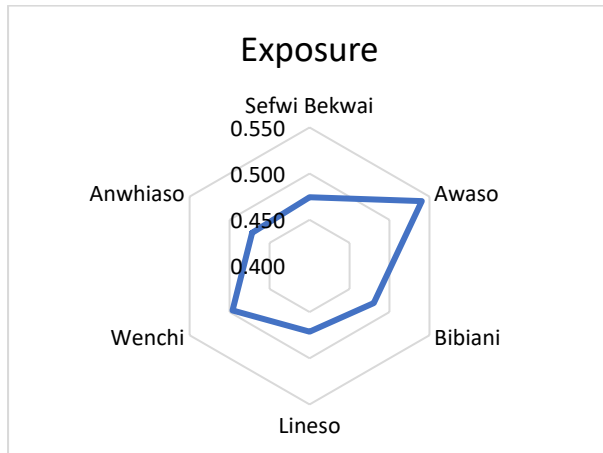 Exposure
Sefwi Bekwai
0.550
0.500
Anwhiaso
Awaso
0.450
0.400
Wenchi
Bibiani
Lineso